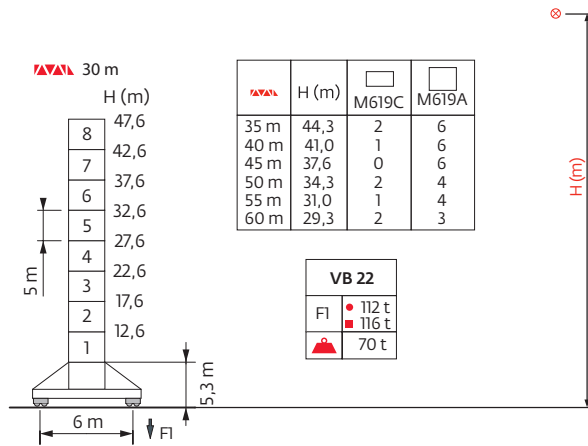 30 m
H (m)
47,6
8
42,6
7
37,6
6
32,6
5
27,6
4
22,6
3
17,6
2
12,6
1
5 m
5,3 m
6 m
F1
H (m) M619C M619A
35 m 44,3 2 6
40 m 41,0 1 6
45 m 37,6 0 6
50 m 34,3 2 4
55 m 31,0 1 4
60 m 29,3 2 3
VB 22
F1 112 t
116 t
70 t
H (m)